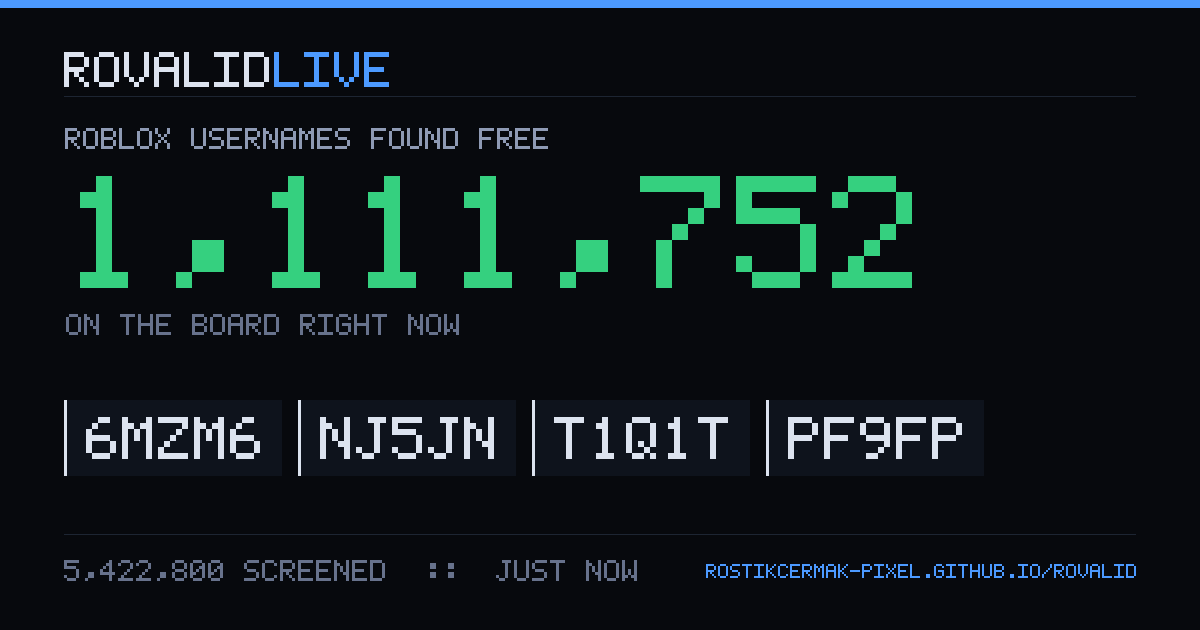 ROVALIDLIVE
ROBLOX USERNAMES FOUND FREE
1,111,752
ON THE BOARD RIGHT NOW
6MZM6 NJ5JN T1Q1T PF9FP
5,422,800 SCREENED :: JUST NOW ROSTIKCERMAK-PIXEL.GITHUB.IO/ROVALID